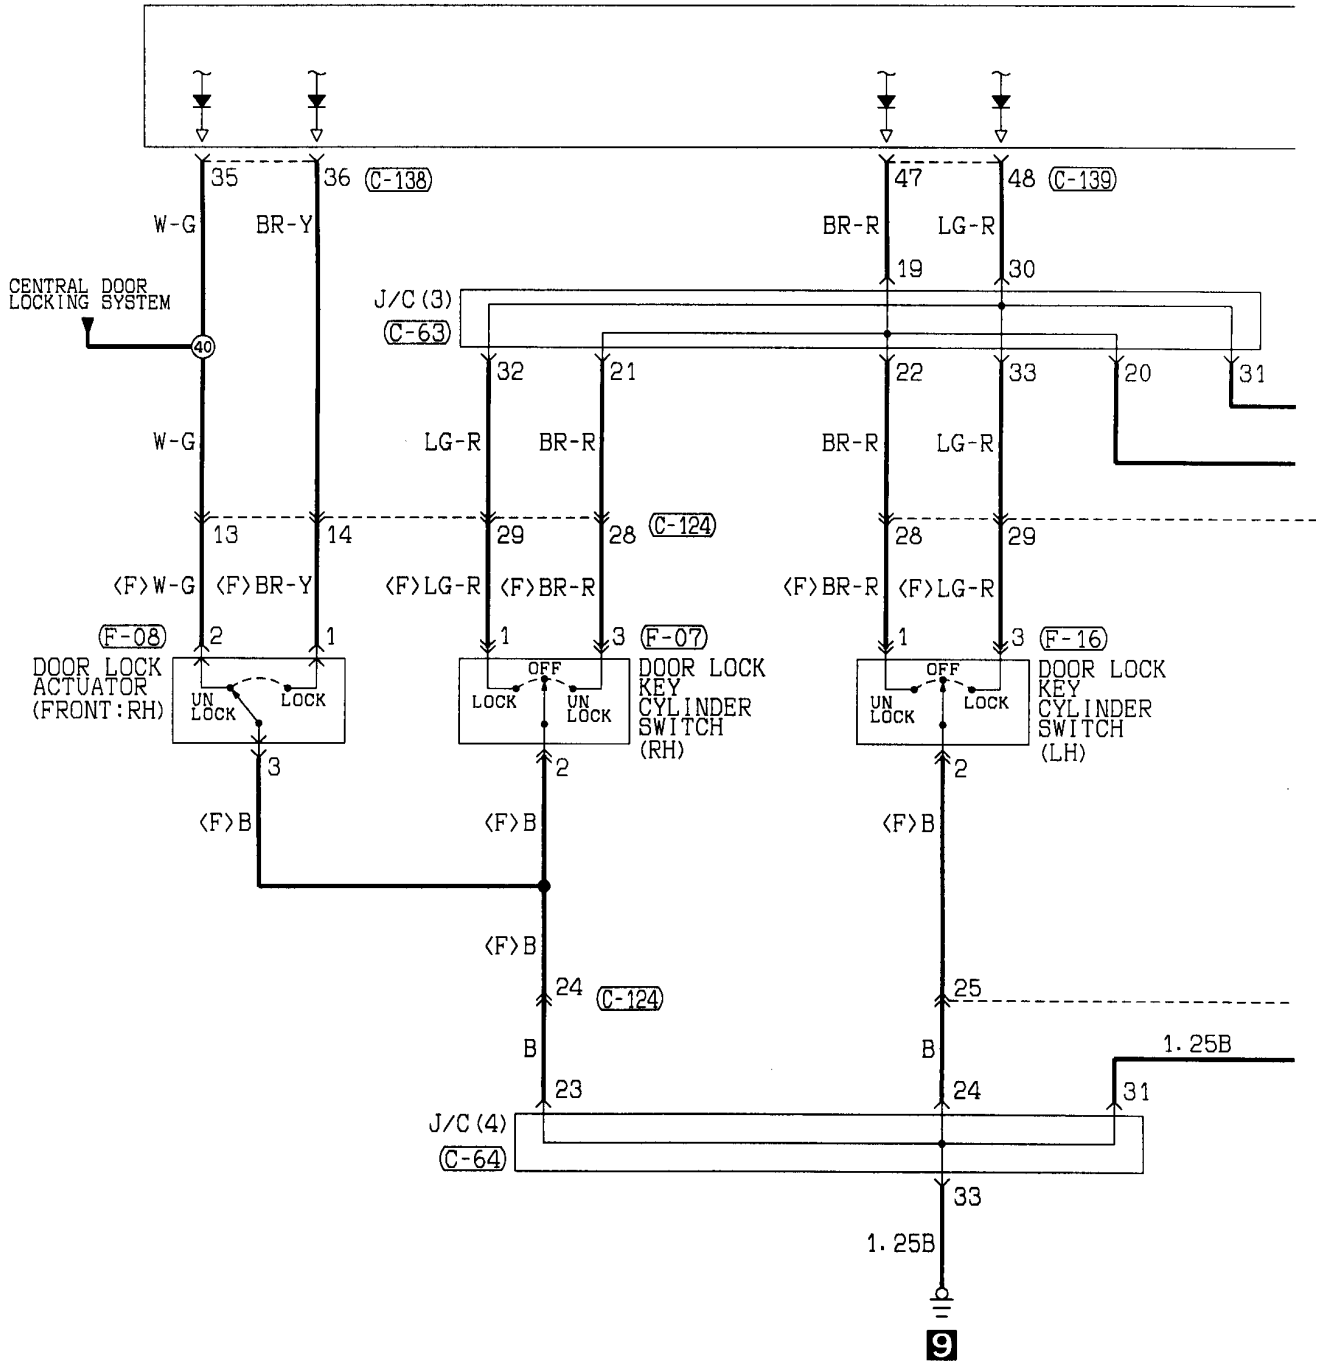 35 36 (C-138) 47 48 (C-139)
W-G BR-Y BR-R LG-R
19 30
CENTRAL DOOR
LOCKING SYSTEM
J/C(3)
(C-63)
40
32 21 22 33 20 31
W-G LG-R BR-R BR-R LG-R
13 14 29 28 (C-124) 28 29
<F>W-G <F>BR-Y <F>LG-R <F>BR-R <F>BR-R <F>LG-R
(F-08) 2 1 1 3 (F-07) 1 3 (F-16)
DOOR LOCK
ACTUATOR
(FRONT:RH)
UN
LOCK
LOCK
OFF
LOCK
UN
LOCK
DOOR LOCK
KEY
CYLINDER
SWITCH
(RH)
OFF
UN
LOCK
LOCK
DOOR LOCK
KEY
CYLINDER
SWITCH
(LH)
3 2 2
<F>B <F>B <F>B
<F>B
24 (C-124) 25
B B 1.25B
23 24 31
J/C(4)
(C-64)
33
1.25B
9